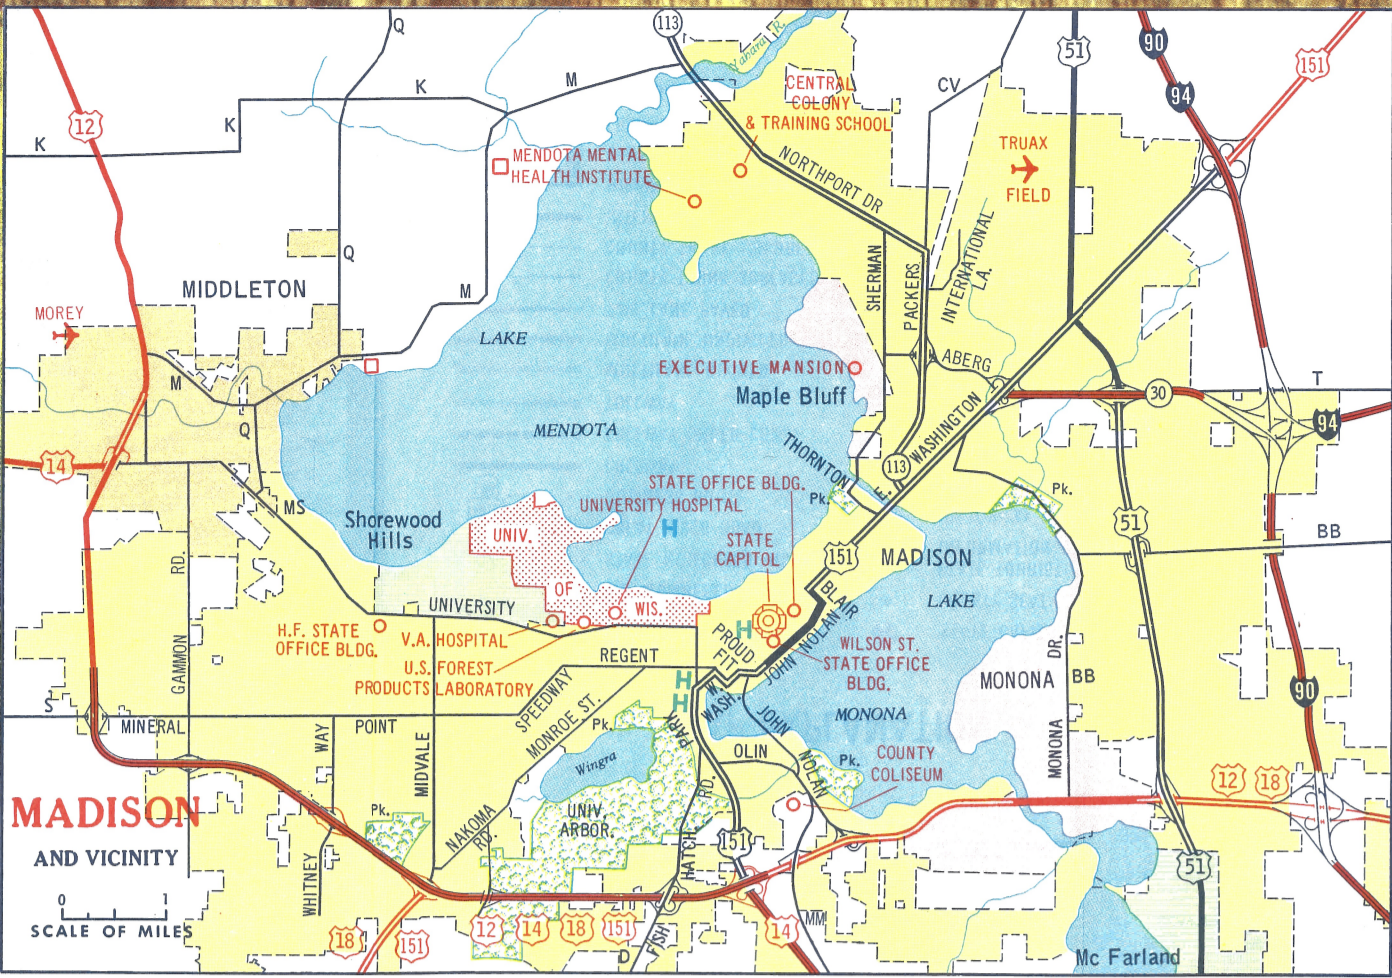 113
Q
Yahara R.
51
90
151
K
M
CENTRAL
COLONY
& TRAINING SCHOOL
CV
94
12
K
K
MENDOTA MENTAL
HEALTH INSTITUTE
NORTHPORT DR
TRUAX
FIELD
Q
MIDDLETON
M
SHERMAN
PACKERS
INTERNATIONAL
LA.
MOREY
LAKE
EXECUTIVE MANSION
ABERG
Maple Bluff
M
Q
MENDOTA
30
T
94
THORNTON
E. WASHINGTON
113
14
STATE OFFICE BLDG.
UNIVERSITY HOSPITAL
Pk.
Pk.
MS
Shorewood
Hills
UNIV.
H
STATE
CAPITOL
151
MADISON
51
BB
RD.
GAMMON
OF
WIS.
LAKE
UNIVERSITY
BLAIR
H
H.F. STATE
OFFICE BLDG.
V.A. HOSPITAL
U.S. FOREST
PRODUCTS LABORATORY
REGENT
PROUD
FIT
JOHN NOLAN
WILSON ST.
STATE OFFICE
BLDG.
DR.
MONONA
BB
90
H
H
SPEEDWAY
MONROE ST.
W.
WASH.
S
MINERAL
POINT
WAY
Pk.
PARK
JOHN
NOLAN
MONONA
MONONA
MIDVALE
Wingra
OLIN
Pk.
COUNTY
COLISEUM
12
18
MADISON
AND VICINITY
Pk.
NAKOMA
RD.
UNIV.
ARBOR.
RD.
HATCH.
151
51
WHITNEY
0 1
SCALE OF MILES
18
151
12
14
18
151
D
FISH
14
MM
Mc Farland